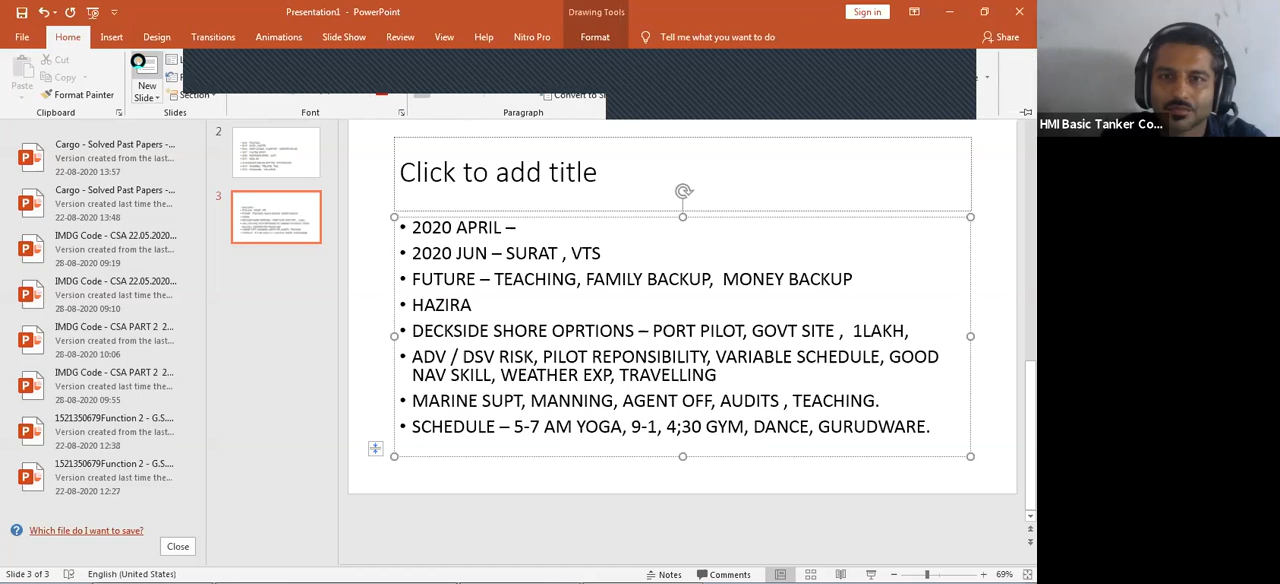 Presentation1 - PowerPoint
Drawing Tools
Sign in
File
Home
Insert
Design
Transitions
Animations
Slide Show
Review
View
Help
Nitro Pro
Format
Tell me what you want to do
Share
Paste
Cut
Copy
Format Painter
New
Slide
Section
Convert to
Clipboard
Slides
Font
Paragraph
HMI Basic Tanker Co...
Cargo - Solved Past Papers -...
Version created from the last...
22-08-2020 13:57
Cargo - Solved Past Papers -...
Version created from the last...
22-08-2020 13:48
IMDG Code - CSA 22.05.2020...
Version created from the last...
28-08-2020 09:19
IMDG Code - CSA 22.05.2020...
Version created last time the...
28-08-2020 09:10
IMDG Code - CSA PART 2 2...
Version created from the last...
28-08-2020 10:06
IMDG Code - CSA PART 2 2...
Version created last time the...
28-08-2020 09:55
1521350679Function 2 - G.S....
Version created from the last...
22-08-2020 12:38
1521350679Function 2 - G.S....
Version created last time the...
22-08-2020 12:27
Which file do I want to save?
Close
2
3
Click to add title
• 2020 APRIL –
• 2020 JUN – SURAT , VTS
• FUTURE – TEACHING, FAMILY BACKUP, MONEY BACKUP
• HAZIRA
• DECKSIDE SHORE OPRTIONS – PORT PILOT, GOVT SITE , 1LAKH,
• ADV / DSV RISK, PILOT REPONSIBILITY, VARIABLE SCHEDULE, GOOD
NAV SKILL, WEATHER EXP, TRAVELLING
• MARINE SUPT, MANNING, AGENT OFF, AUDITS , TEACHING.
• SCHEDULE – 5-7 AM YOGA, 9-1, 4;30 GYM, DANCE, GURUDWARE.
Slide 3 of 3
English (United States)
Notes
Comments
69%